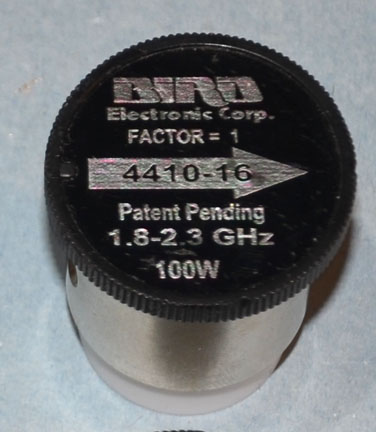 BIRD
Electronic Corp.
FACTOR = 1
4410-16
Patent Pending
1.8-2.3 GHz
100W